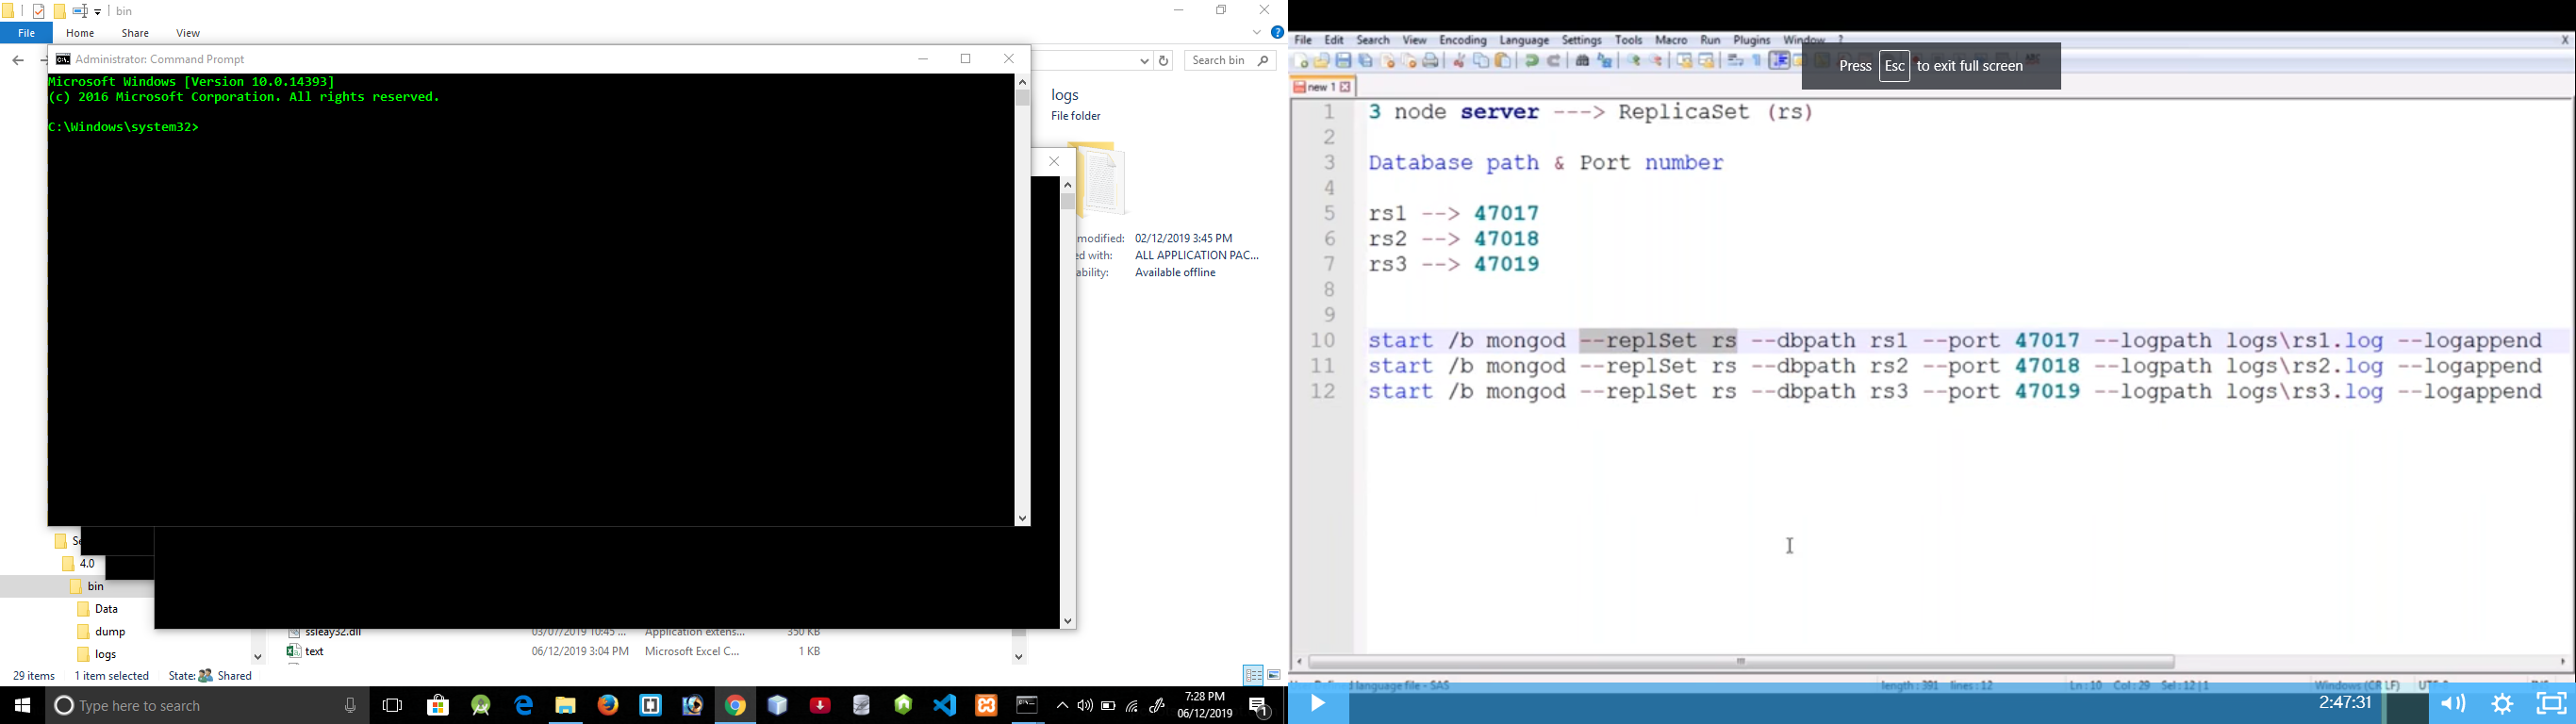 bin
File Home Share View
Administrator: Command Prompt
Microsoft Windows [Version 10.0.14393]
(c) 2016 Microsoft Corporation. All rights reserved.
C:\Windows\system32>
Search bin
logs
File folder
modified: 02/12/2019 3:45 PM
ed with: ALL APPLICATION PAC...
ability: Available offline
4.0
bin
Data
dump
logs
ssleay32.dll 03/07/2019 10:45 ... Application extens... 350 KB
text 06/12/2019 3:04 PM Microsoft Excel C... 1 KB
29 items 1 item selected State: Shared
Type here to search
7:28 PM
06/12/2019
1
File Edit Search View Encoding Language Settings Tools Macro Run Plugins Window ? X
Press Esc to exit full screen
new 1
1 3 node server ---> ReplicaSet (rs)
2
3 Database path & Port number
4
5 rs1 --> 47017
6 rs2 --> 47018
7 rs3 --> 47019
8
9
10 start /b mongod --replSet rs --dbpath rs1 --port 47017 --logpath logs\rs1.log --logappend
11 start /b mongod --replSet rs --dbpath rs2 --port 47018 --logpath logs\rs2.log --logappend
12 start /b mongod --replSet rs --dbpath rs3 --port 47019 --logpath logs\rs3.log --logappend
language file - SAS length : 391 lines : 12 Ln : 10 Col : 29 Sel : 12 | 1 Windows (CR LF)
2:47:31